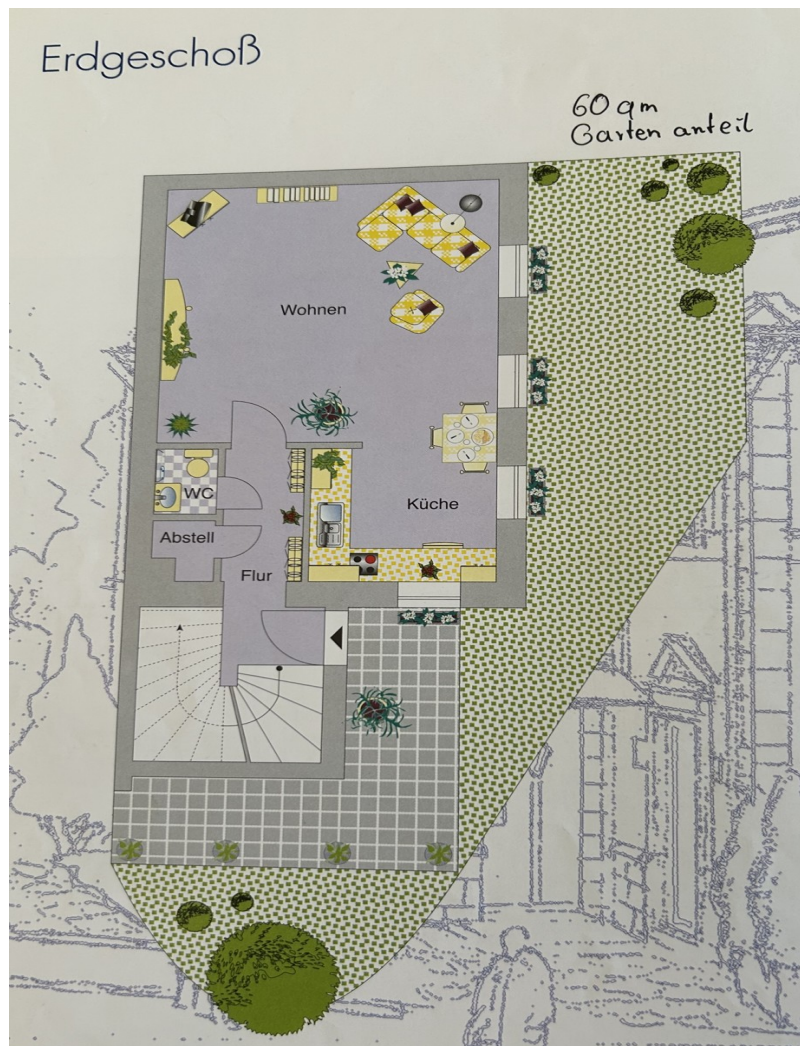 Erdgeschoß
60 qm
Garten anteil
Wohnen
WC
Küche
Abstell
Flur